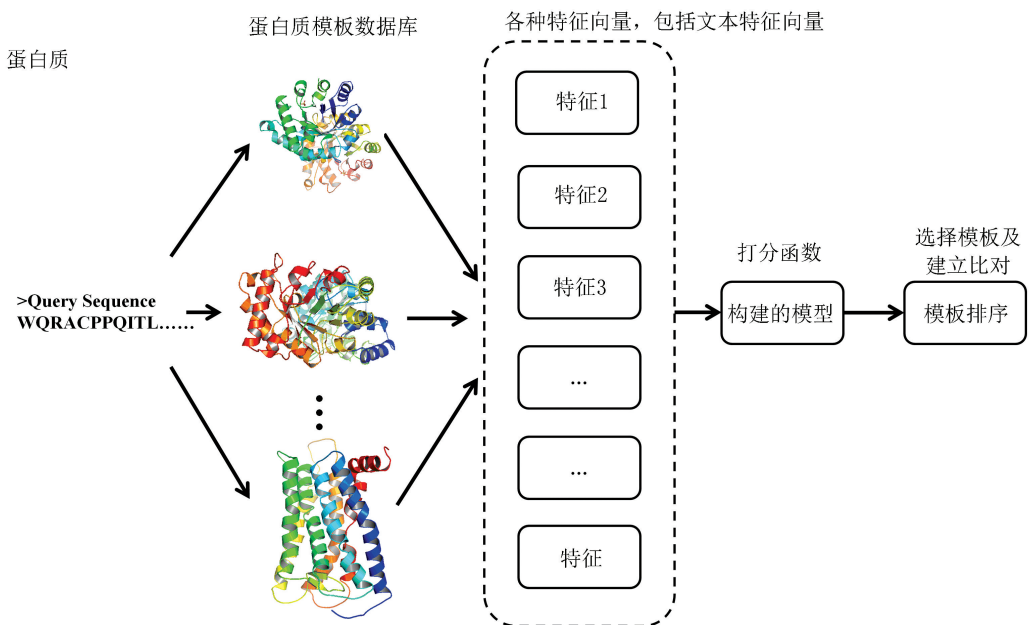 蛋白质
蛋白质模板数据库
各种特征向量，包括文本特征向量
>Query Sequence
WQRACPPQITL……
特征1
特征2
特征3
...
...
特征
打分函数
构建的模型
选择模板及
建立比对
模板排序